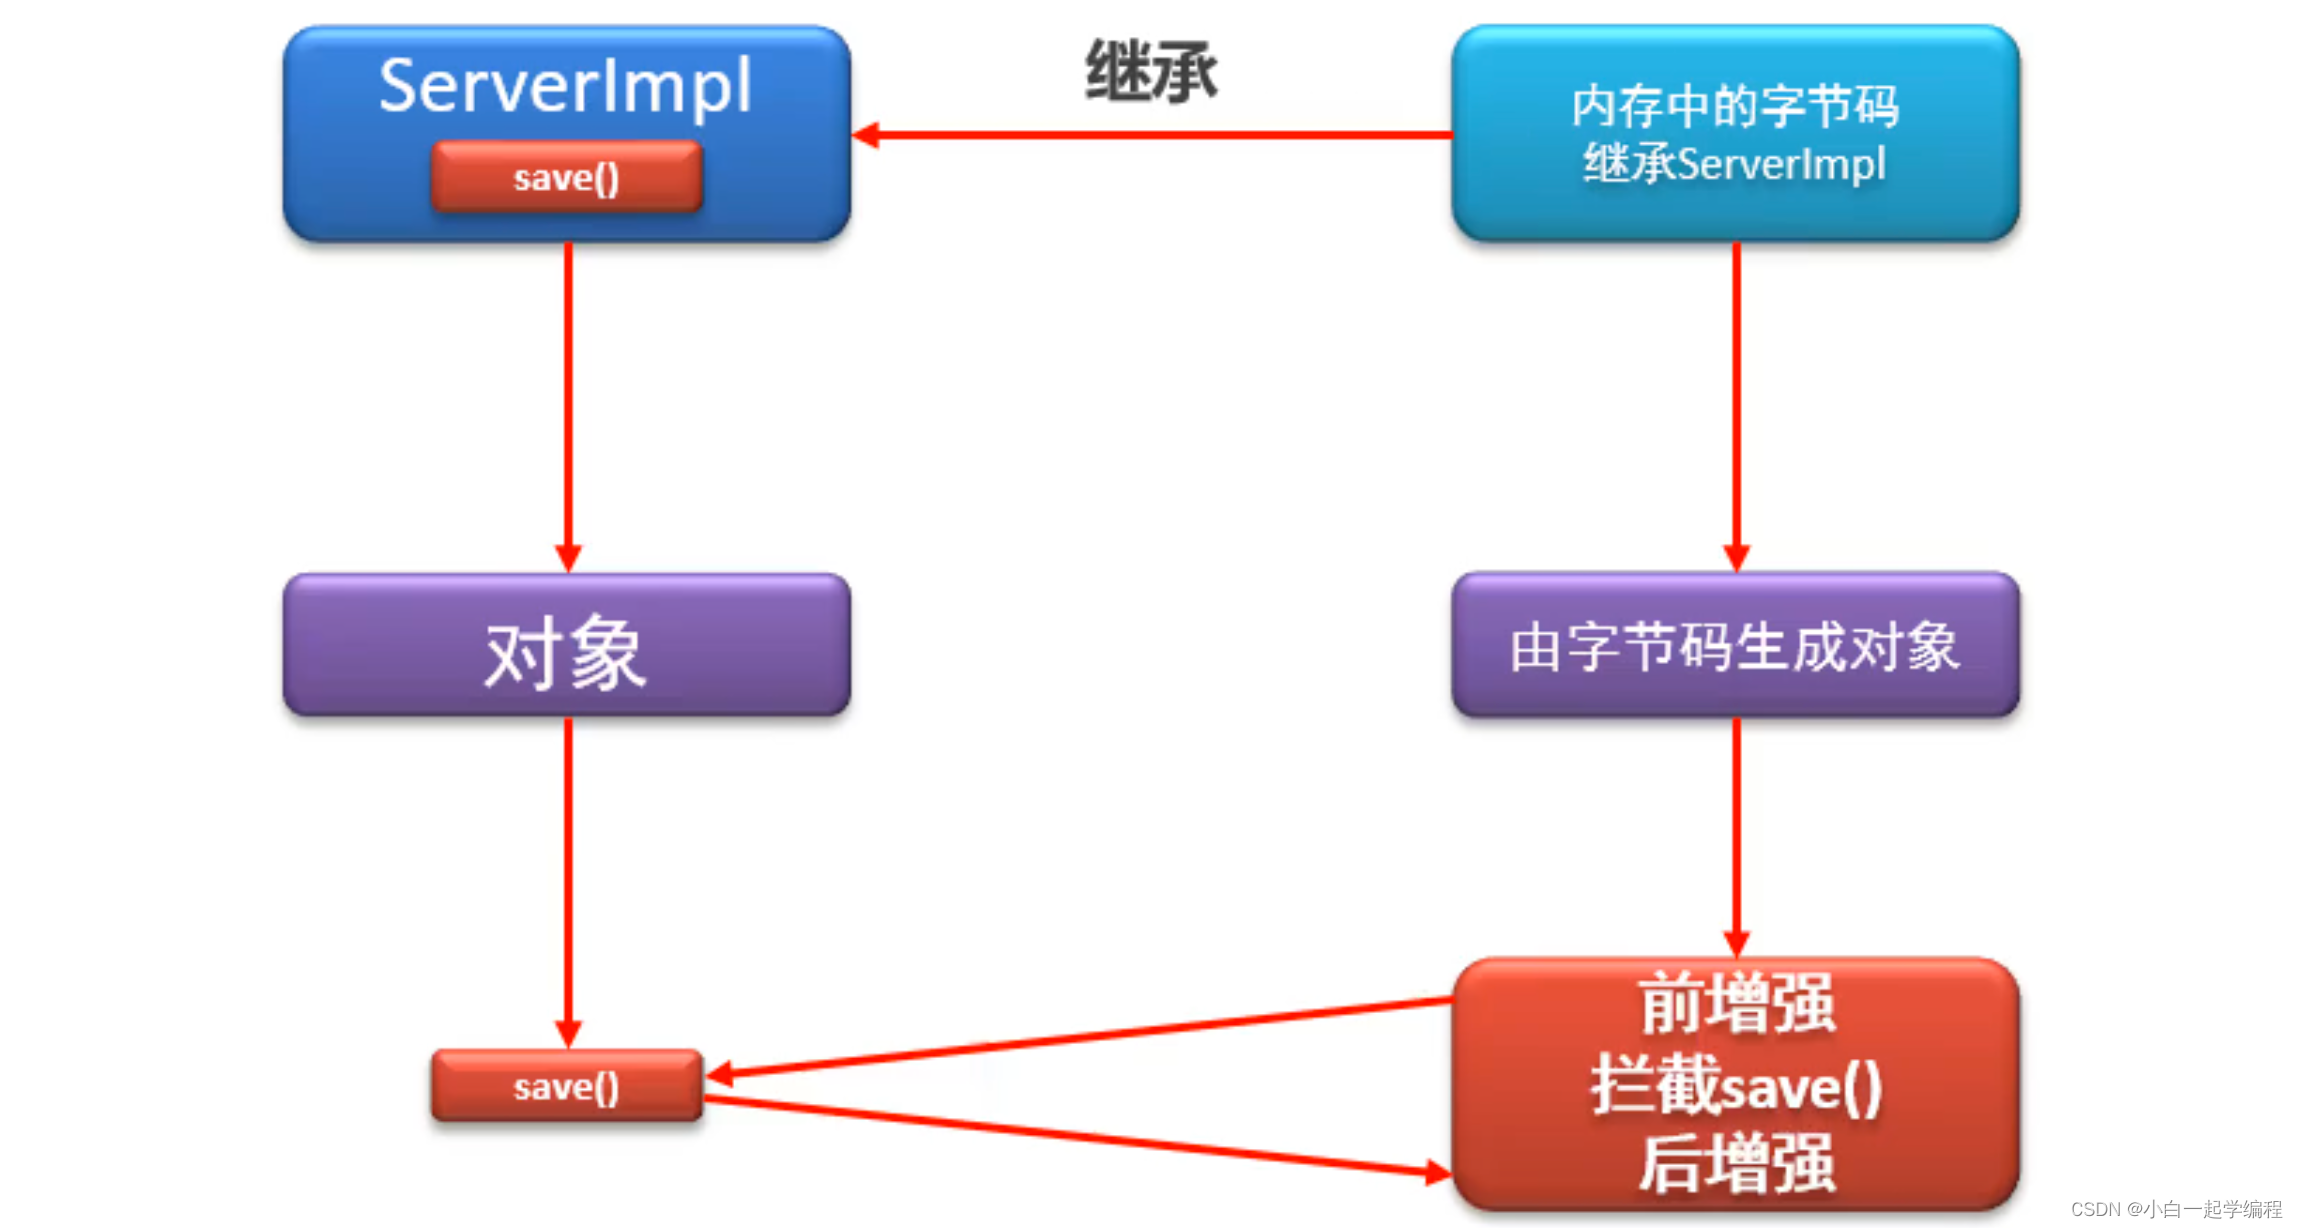 ServerImpl
save()
继承
内存中的字节码
继承ServerImpl
对象
由字节码生成对象
save()
前增强
拦截save()
后增强
CSDN @小白一起学编程